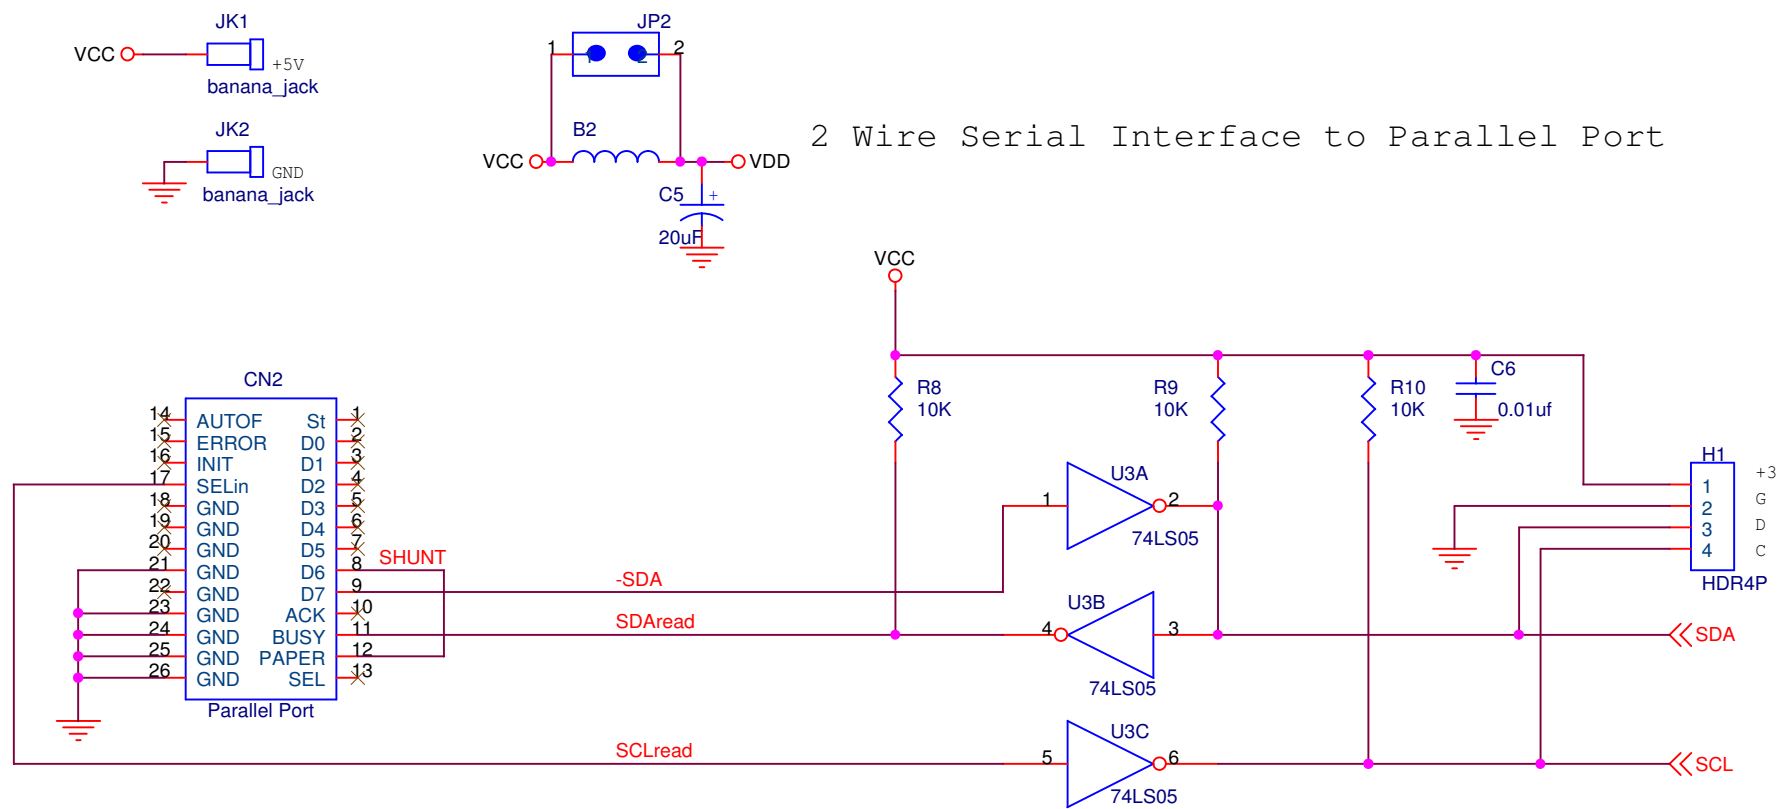 JK1
VCC
+5V
banana_jack
JK2
GND
banana_jack
JP2
1
2
1
2
B2
VCC
VDD
C5
+
20uF
2 Wire Serial Interface to Parallel Port
VCC
R8
10K
R9
10K
R10
10K
C6
0.01uf
CN2
14 AUTOF St 1
15 ERROR D0 2
16 INIT D1 3
17 SELin D2 4
18 GND D3 5
19 GND D4 6
20 GND D5 7
21 GND D6 8
22 GND D7 9
23 GND ACK 10
24 GND BUSY 11
25 GND PAPER 12
26 GND SEL 13
Parallel Port
SHUNT
-SDA
SDAread
SCLread
U3A
1
2
74LS05
U3B
4
3
74LS05
U3C
5
6
74LS05
H1
1 +3
2 G
3 D
4 C
HDR4P
SDA
SCL